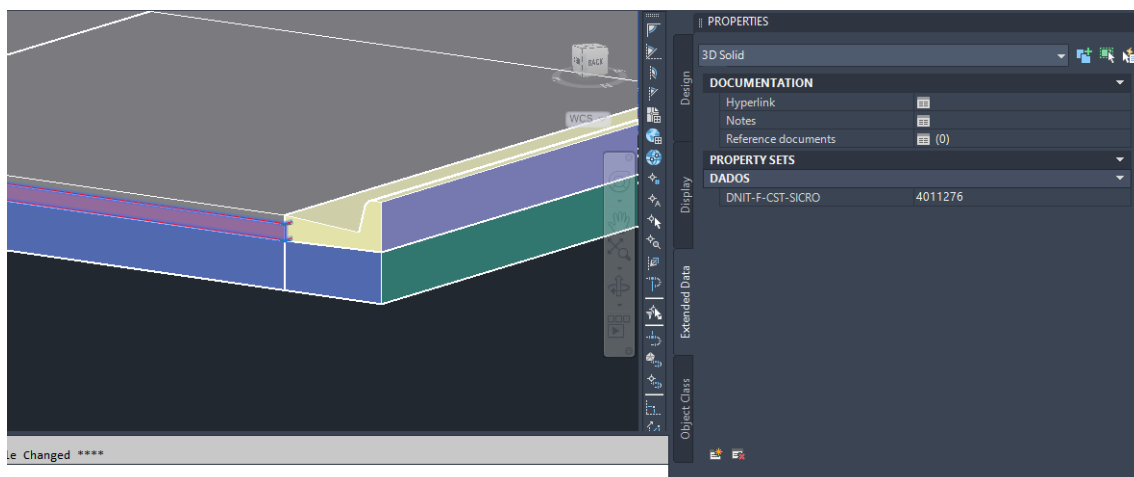 PROPERTIES
3D Solid
DOCUMENTATION
Hyperlink
Notes
Reference documents (0)
PROPERTY SETS
DADOS
DNIT-F-CST-SICRO 4011276
Design
Display
Extended Data
Object Class
BACK
WCS
le Changed ****